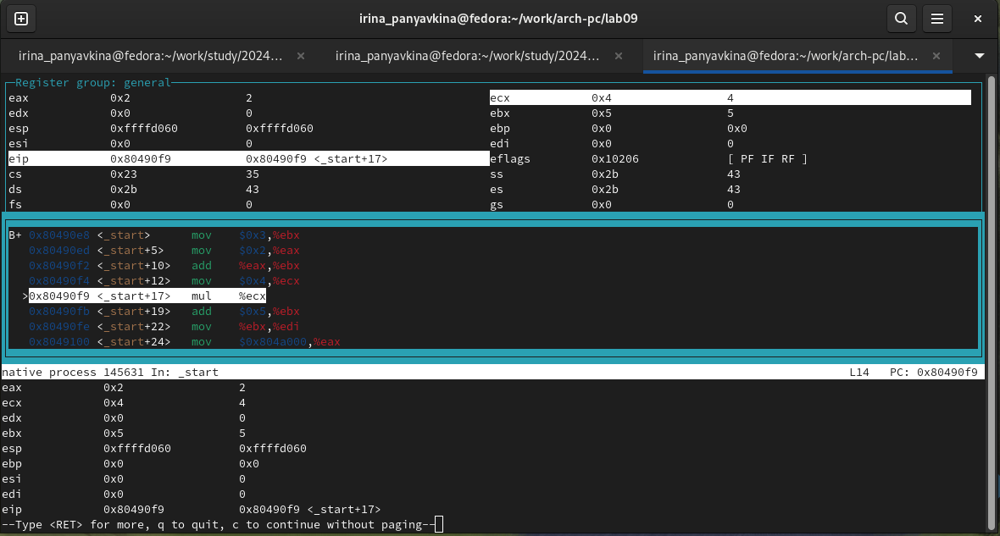 irina_panyavkina@fedora:~/work/arch-pc/lab09
irina_panyavkina@fedora:~/work/study/2024... × irina_panyavkina@fedora:~/work/study/2024... × irina_panyavkina@fedora:~/work/arch-pc/lab... ×
Register group: general
eax 0x2 2 ecx 0x4 4
edx 0x0 0 ebx 0x5 5
esp 0xffffd060 0xffffd060 ebp 0x0 0x0
esi 0x0 0 edi 0x0 0
eip 0x80490f9 0x80490f9 <_start+17> eflags 0x10206 [ PF IF RF ]
cs 0x23 35 ss 0x2b 43
ds 0x2b 43 es 0x2b 43
fs 0x0 0 gs 0x0 0
B+ 0x80490e8 <_start> mov $0x3,%ebx
0x80490ed <_start+5> mov $0x2,%eax
0x80490f2 <_start+10> add %eax,%ebx
0x80490f4 <_start+12> mov $0x4,%ecx
>0x80490f9 <_start+17> mul %ecx
0x80490fb <_start+19> add $0x5,%ebx
0x80490fe <_start+22> mov %ebx,%edi
0x8049100 <_start+24> mov $0x804a000,%eax
native process 145631 In: _start L14 PC: 0x80490f9
eax 0x2 2
ecx 0x4 4
edx 0x0 0
ebx 0x5 5
esp 0xffffd060 0xffffd060
ebp 0x0 0x0
esi 0x0 0
edi 0x0 0
eip 0x80490f9 0x80490f9 <_start+17>
--Type <RET> for more, q to quit, c to continue without paging--